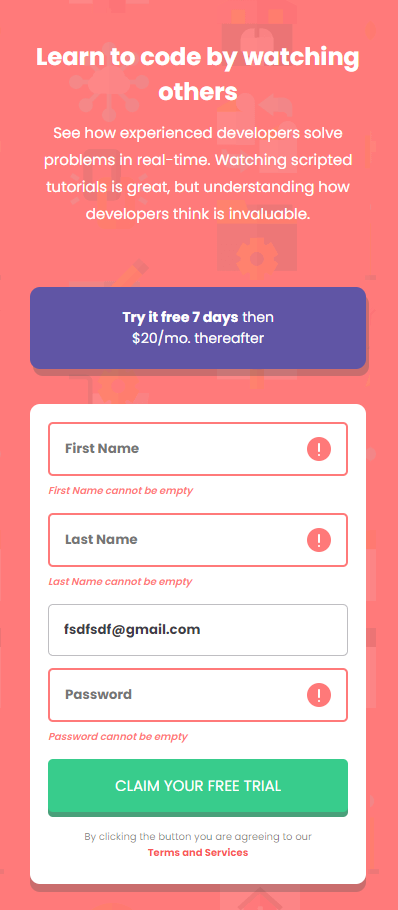 Learn to code by watching
others
See how experienced developers solve
problems in real-time. Watching scripted
tutorials is great, but understanding how
developers think is invaluable.
Try it free 7 days then
$20/mo. thereafter
First Name
First Name cannot be empty
Last Name
Last Name cannot be empty
fsdfsdf@gmail.com
Password
Password cannot be empty
CLAIM YOUR FREE TRIAL
By clicking the button you are agreeing to our
Terms and Services